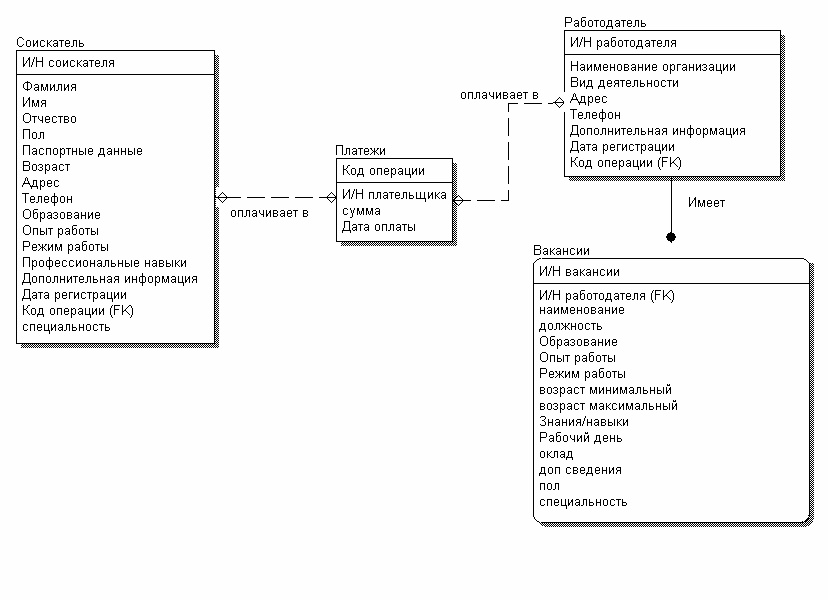 Соискатель
И/Н соискателя
Фамилия
Имя
Отчество
Пол
Паспортные данные
Возраст
Адрес
Телефон
Образование
Опыт работы
Режим работы
Профессиональные навыки
Дополнительная информация
Дата регистрации
Код операции (FK)
специальность
оплачивает в
Платежи
Код операции
И/Н плательщика
сумма
Дата оплаты
оплачивает в
Работодатель
И/Н работодателя
Наименование организации
Вид деятельности
Адрес
Телефон
Дополнительная информация
Дата регистрации
Код операции (FK)
Имеет
Вакансии
И/Н вакансии
И/Н работодателя (FK)
наименование
должность
Образование
Опыт работы
Режим работы
возраст минимальный
возраст максимальный
Знания/навыки
Рабочий день
оклад
доп сведения
пол
специальность